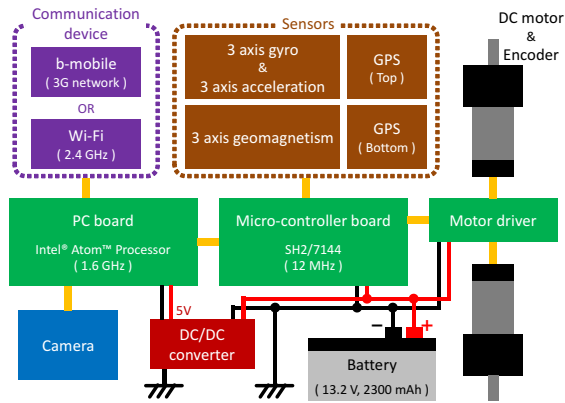 Communication
device
b-mobile
( 3G network )
OR
Wi-Fi
( 2.4 GHz )
Sensors
3 axis gyro
&
3 axis acceleration
GPS
( Top )
3 axis geomagnetism
GPS
( Bottom )
DC motor
&
Encoder
PC board
Intel® Atom™ Processor
( 1.6 GHz )
Micro-controller board
SH2/7144
( 12 MHz )
Motor driver
Camera
5V
DC/DC
converter
− +
Battery
( 13.2 V, 2300 mAh )